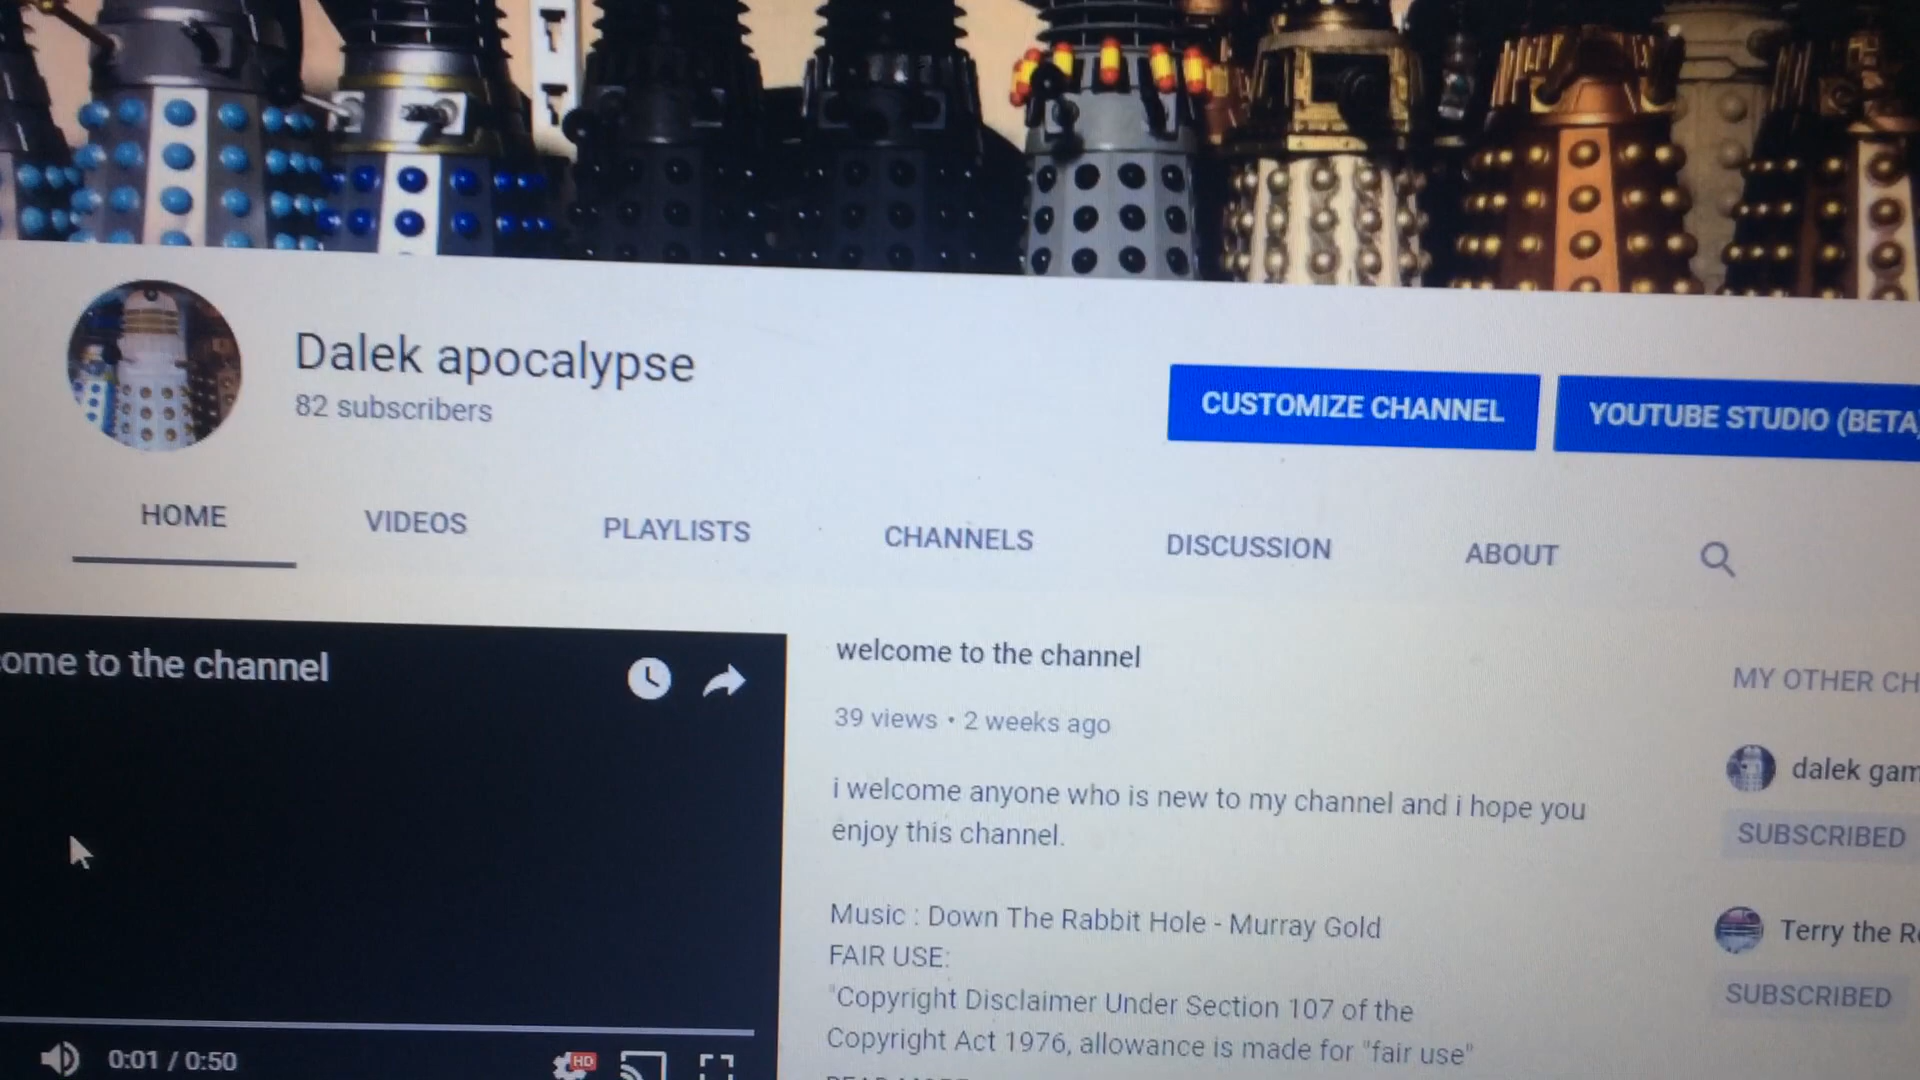 Dalek apocalypse
82 subscribers
CUSTOMIZE CHANNEL
YOUTUBE STUDIO (BETA)
HOME
VIDEOS
PLAYLISTS
CHANNELS
DISCUSSION
ABOUT
ome to the channel
welcome to the channel
39 views • 2 weeks ago
i welcome anyone who is new to my channel and i hope you
enjoy this channel.
Music : Down The Rabbit Hole - Murray Gold
FAIR USE:
"Copyright Disclaimer Under Section 107 of the
Copyright Act 1976, allowance is made for "fair use"
MY OTHER CH
dalek gam
SUBSCRIBED
Terry the R
SUBSCRIBED
0:01 / 0:50
HD